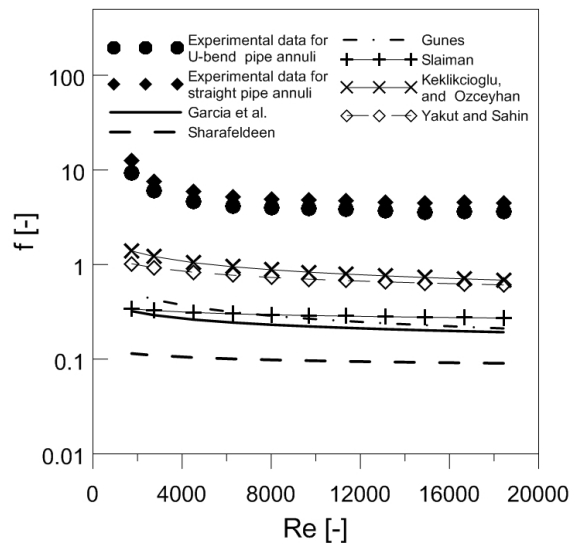 Experimental data for
U-bend pipe annuli
Experimental data for
straight pipe annuli
Garcia et al.
Sharafeldeen
Gunes
Slaiman
Keklikcioglu,
and Ozceyhan
Yakut and Sahin
100
10
1
0.1
0.01
f [-]
0
4000
8000
12000
16000
20000
Re [-]